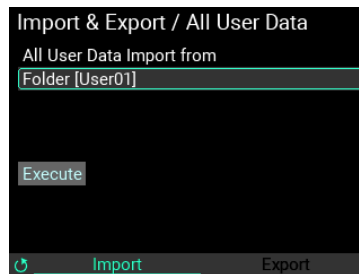 Import & Export / All User Data
All User Data Import from
Folder [User01]
Execute
Import Export